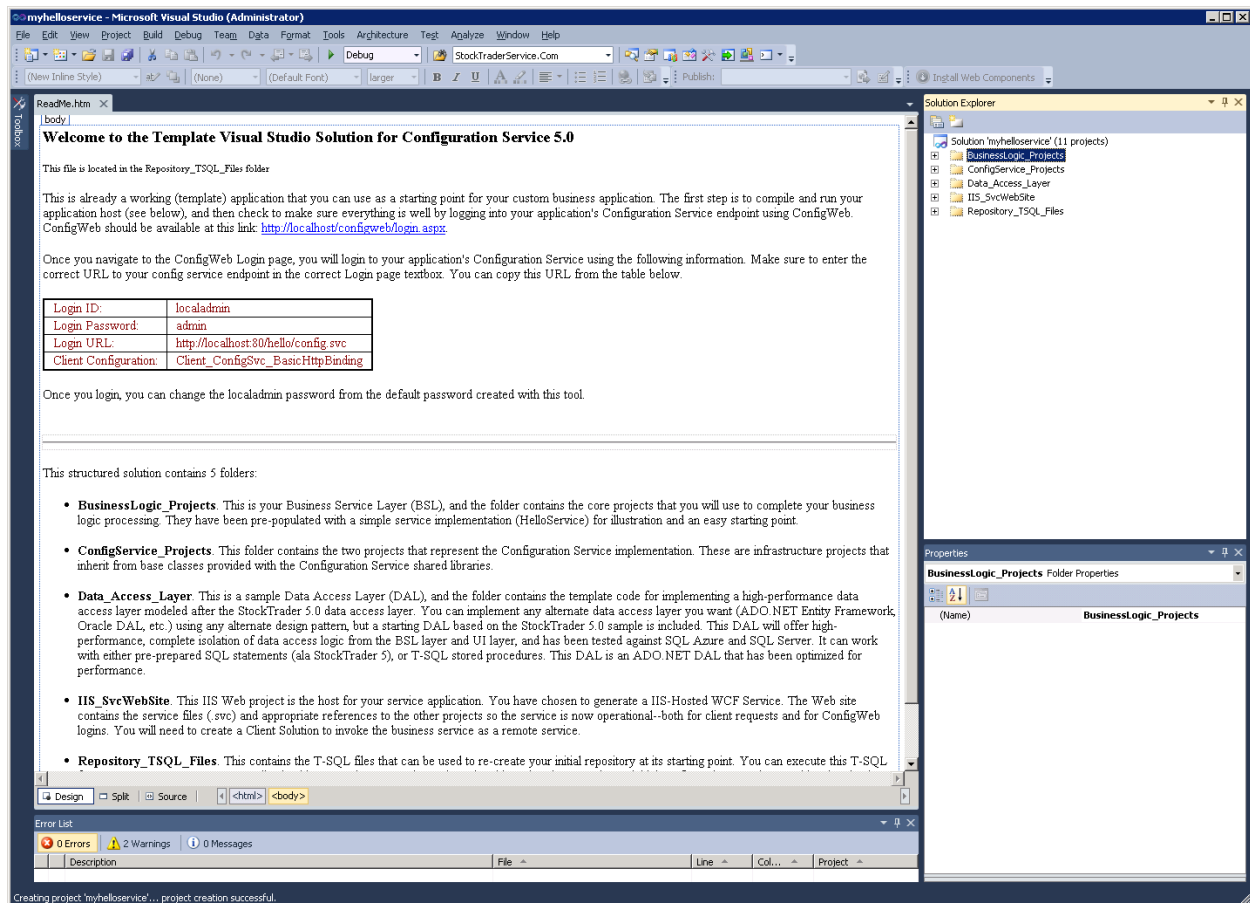 myhelloservice - Microsoft Visual Studio (Administrator)
File Edit View Project Build Debug Team Data Format Tools Architecture Test Analyze Window Help
Debug StockTraderService.Com
(New Inline Style) (None) (Default Font) larger B I U A Publish: Install Web Components
Toolbox
ReadMe.htm
body
Welcome to the Template Visual Studio Solution for Configuration Service 5.0
This file is located in the Repository_TSQL_Files folder
This is already a working (template) application that you can use as a starting point for your custom business application. The first step is to compile and run your
application host (see below), and then check to make sure everything is well by logging into your application's Configuration Service endpoint using ConfigWeb.
ConfigWeb should be available at this link: http://localhost/configweb/login.aspx.
Once you navigate to the ConfigWeb Login page, you will login to your application's Configuration Service using the following information. Make sure to enter the
correct URL to your config service endpoint in the correct Login page textbox. You can copy this URL from the table below.
Login ID: localadmin
Login Password: admin
Login URL: http://localhost:80/hello/config.svc
Client Configuration: Client_ConfigSvc_BasicHttpBinding
Once you login, you can change the localadmin password from the default password created with this tool.
This structured solution contains 5 folders:
• BusinessLogic_Projects. This is your Business Service Layer (BSL), and the folder contains the core projects that you will use to complete your business
logic processing. They have been pre-populated with a simple service implementation (HelloService) for illustration and an easy starting point.
• ConfigService_Projects. This folder contains the two projects that represent the Configuration Service implementation. These are infrastructure projects that
inherit from base classes provided with the Configuration Service shared libraries.
• Data_Access_Layer. This is a sample Data Access Layer (DAL), and the folder contains the template code for implementing a high-performance data
access layer modeled after the StockTrader 5.0 data access layer. You can implement any alternate data access layer you want (ADO.NET Entity Framework,
Oracle DAL, etc.) using any alternate design pattern, but a starting DAL based on the StockTrader 5.0 sample is included. This DAL will offer high-
performance, complete isolation of data access logic from the BSL layer and UI layer, and has been tested against SQL Azure and SQL Server. It can work
with either pre-prepared SQL statements (ala StockTrader 5), or T-SQL stored procedures. This DAL is an ADO.NET DAL that has been optimized for
performance.
• IIS_SvcWebSite. This IIS Web project is the host for your service application. You have chosen to generate a IIS-Hosted WCF Service. The Web site
contains the service files (.svc) and appropriate references to the other projects so the service is now operational--both for client requests and for ConfigWeb
logins. You will need to create a Client Solution to invoke the business service as a remote service.
• Repository_TSQL_Files. This contains the T-SQL files that can be used to re-create your initial repository at its starting point. You can execute this T-SQL
Design Split Source <html> <body>
Error List
0 Errors 2 Warnings 0 Messages
Description File Line Col... Project
Creating project 'myhelloservice'... project creation successful.
Solution Explorer
Solution 'myhelloservice' (11 projects)
BusinessLogic_Projects
ConfigService_Projects
Data_Access_Layer
IIS_SvcWebSite
Repository_TSQL_Files
Properties
BusinessLogic_Projects Folder Properties
(Name) BusinessLogic_Projects